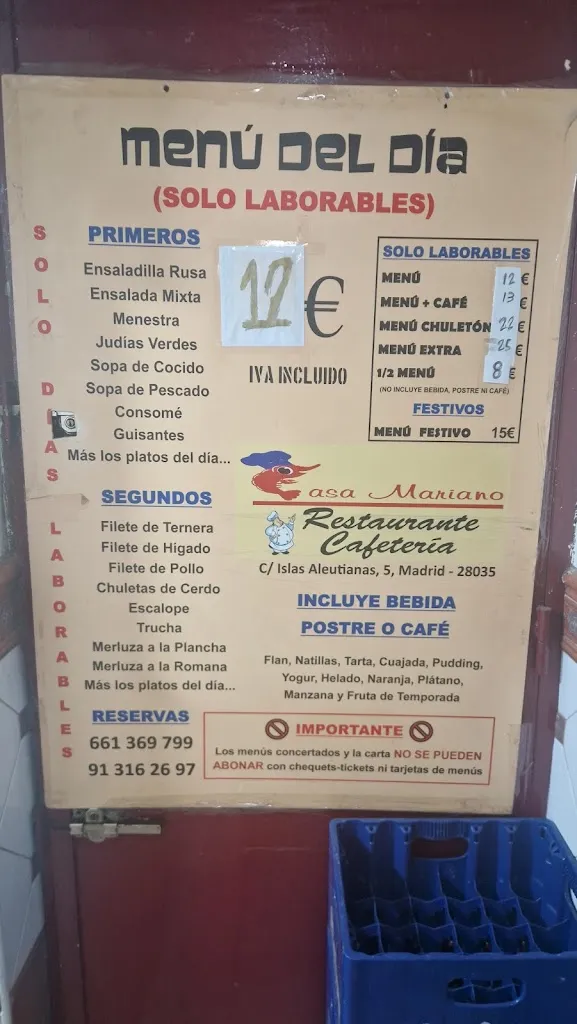 MENÚ DEL DÍA
(SOLO LABORABLES)
SOLO DÍAS LABORABLES
PRIMEROS
Ensaladilla Rusa
Ensalada Mixta
Menestra
Judías Verdes
Sopa de Cocido
Sopa de Pescado
Consomé
Guisantes
Más los platos del día...
12 €
IVA INCLUIDO
SOLO LABORABLES
MENÚ 12 €
MENÚ + CAFÉ 13 €
MENÚ CHULETÓN 22 €
MENÚ EXTRA 25 €
1/2 MENÚ 8 €
(NO INCLUYE BEBIDA, POSTRE NI CAFÉ)
FESTIVOS
MENÚ FESTIVO 15€
Casa Mariano
Restaurante
Cafetería
C/ Islas Aleutianas, 5, Madrid - 28035
SEGUNDOS
Filete de Ternera
Filete de Hígado
Filete de Pollo
Chuletas de Cerdo
Escalope
Trucha
Merluza a la Plancha
Merluza a la Romana
Más los platos del día...
INCLUYE BEBIDA
POSTRE O CAFÉ
Flan, Natillas, Tarta, Cuajada, Pudding,
Yogur, Helado, Naranja, Plátano,
Manzana y Fruta de Temporada
RESERVAS
661 369 799
91 316 26 97
IMPORTANTE
Los menús concertados y la carta NO SE PUEDEN
ABONAR con chequets-tickets ni tarjetas de menús